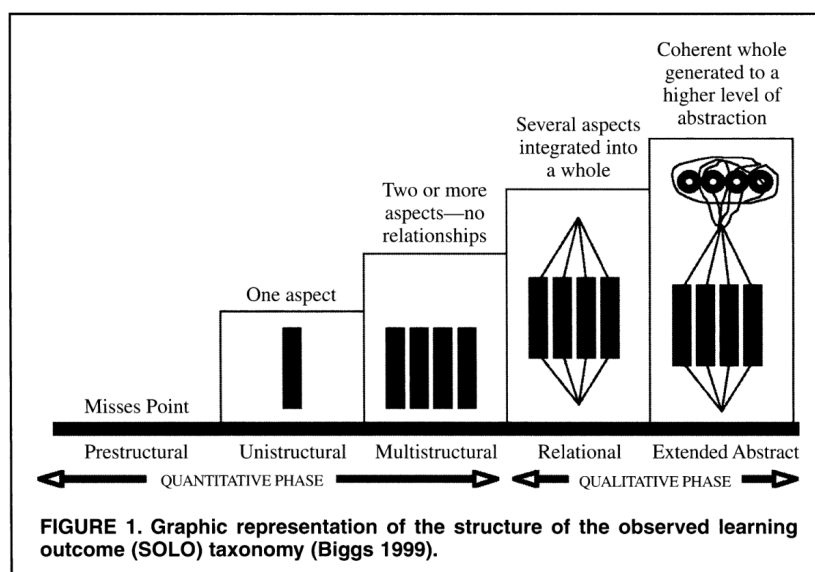 Coherent whole
generated to a
higher level of
abstraction
Several aspects
integrated into
a whole
Two or more
aspects—no
relationships
One aspect
Misses Point
Prestructural
Unistructural
Multistructural
Relational
Extended Abstract
QUANTITATIVE PHASE
QUALITATIVE PHASE
FIGURE 1. Graphic representation of the structure of the observed learning
outcome (SOLO) taxonomy (Biggs 1999).